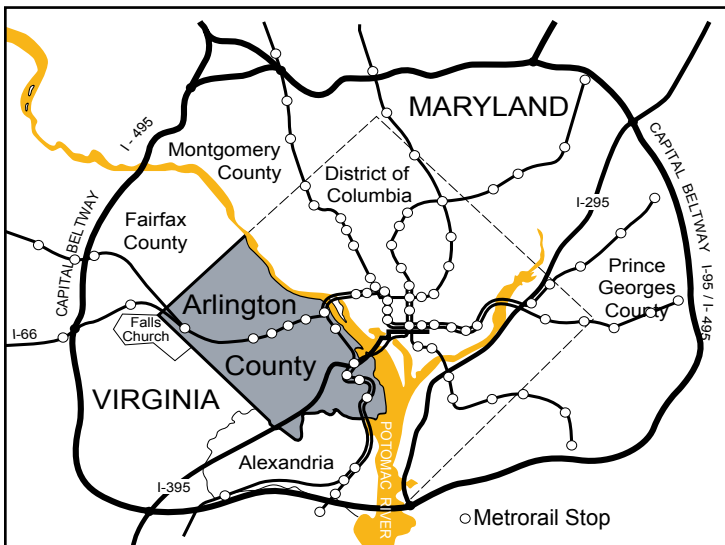 MARYLAND
I- 495
Montgomery
County
District of
Columbia
CAPITAL BELTWAY
I-295
Fairfax
County
CAPITAL BELTWAY
I-95 / I- 495
Prince
Georges
County
Arlington
County
I-66
Falls
Church
VIRGINIA
Alexandria
POTOMAC RIVER
I-395
Metrorail Stop